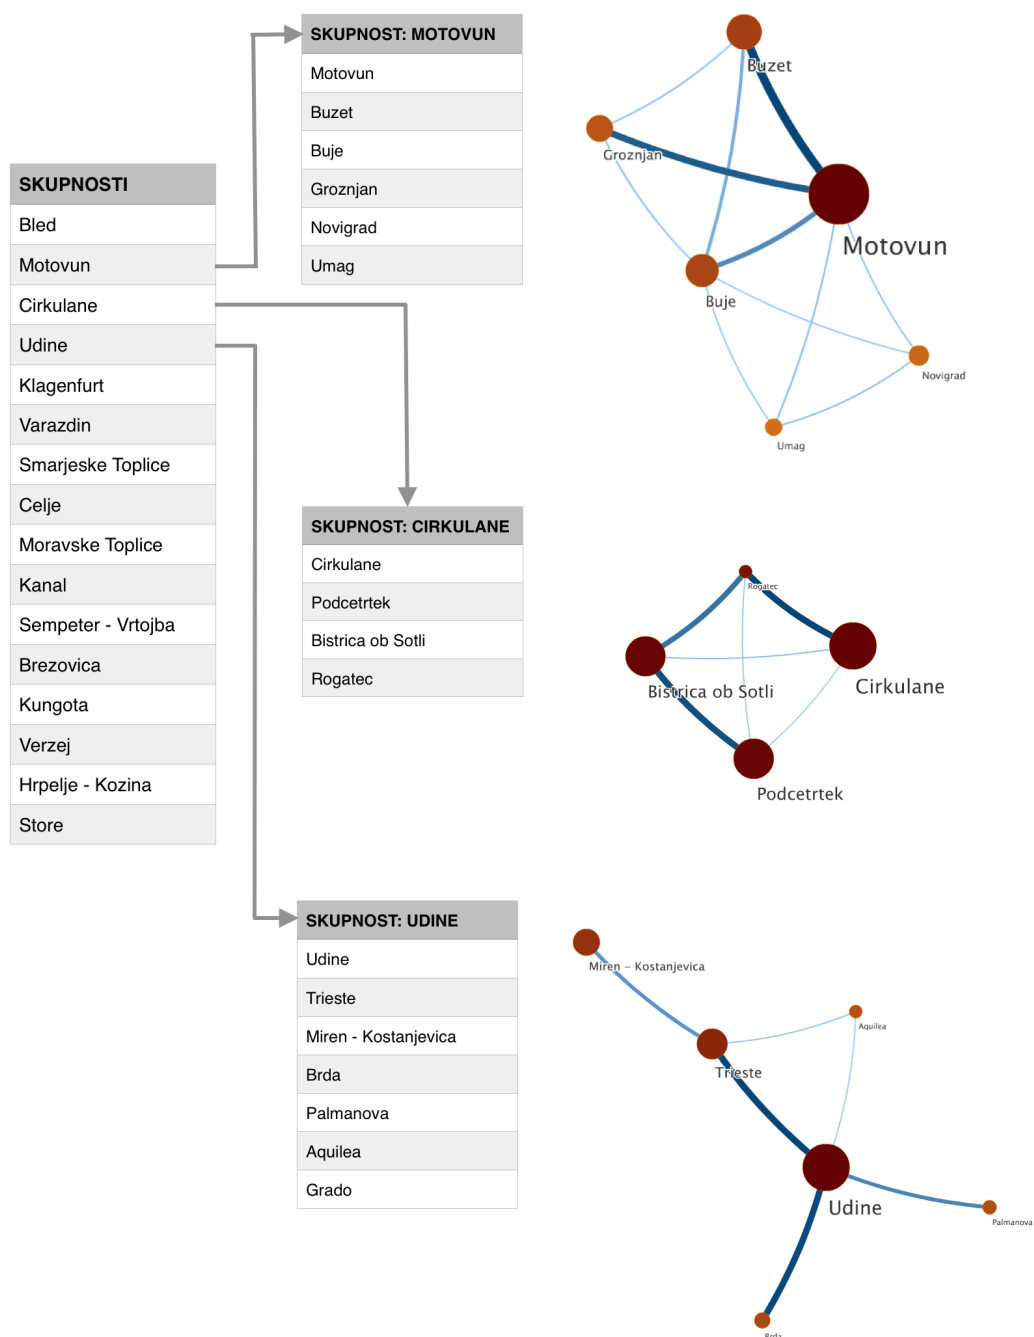 SKUPNOSTI
Bled
Motovun
Cirkulane
Udine
Klagenfurt
Varazdin
Smarjeske Toplice
Celje
Moravske Toplice
Kanal
Sempeter - Vrtojba
Brezovica
Kungota
Verzej
Hrpelje - Kozina
Store
SKUPNOST: MOTOVUN
Motovun
Buzet
Buje
Groznjan
Novigrad
Umag
Buzet
Groznjan
Motovun
Buje
Novigrad
Umag
SKUPNOST: CIRKULANE
Cirkulane
Podcetrtek
Bistrica ob Sotli
Rogatec
Rogatec
Bistrica ob Sotli
Cirkulane
Podcetrtek
SKUPNOST: UDINE
Udine
Trieste
Miren - Kostanjevica
Brda
Palmanova
Aquilea
Grado
Miren - Kostanjevica
Aquilea
Trieste
Udine
Palmanova
Brda